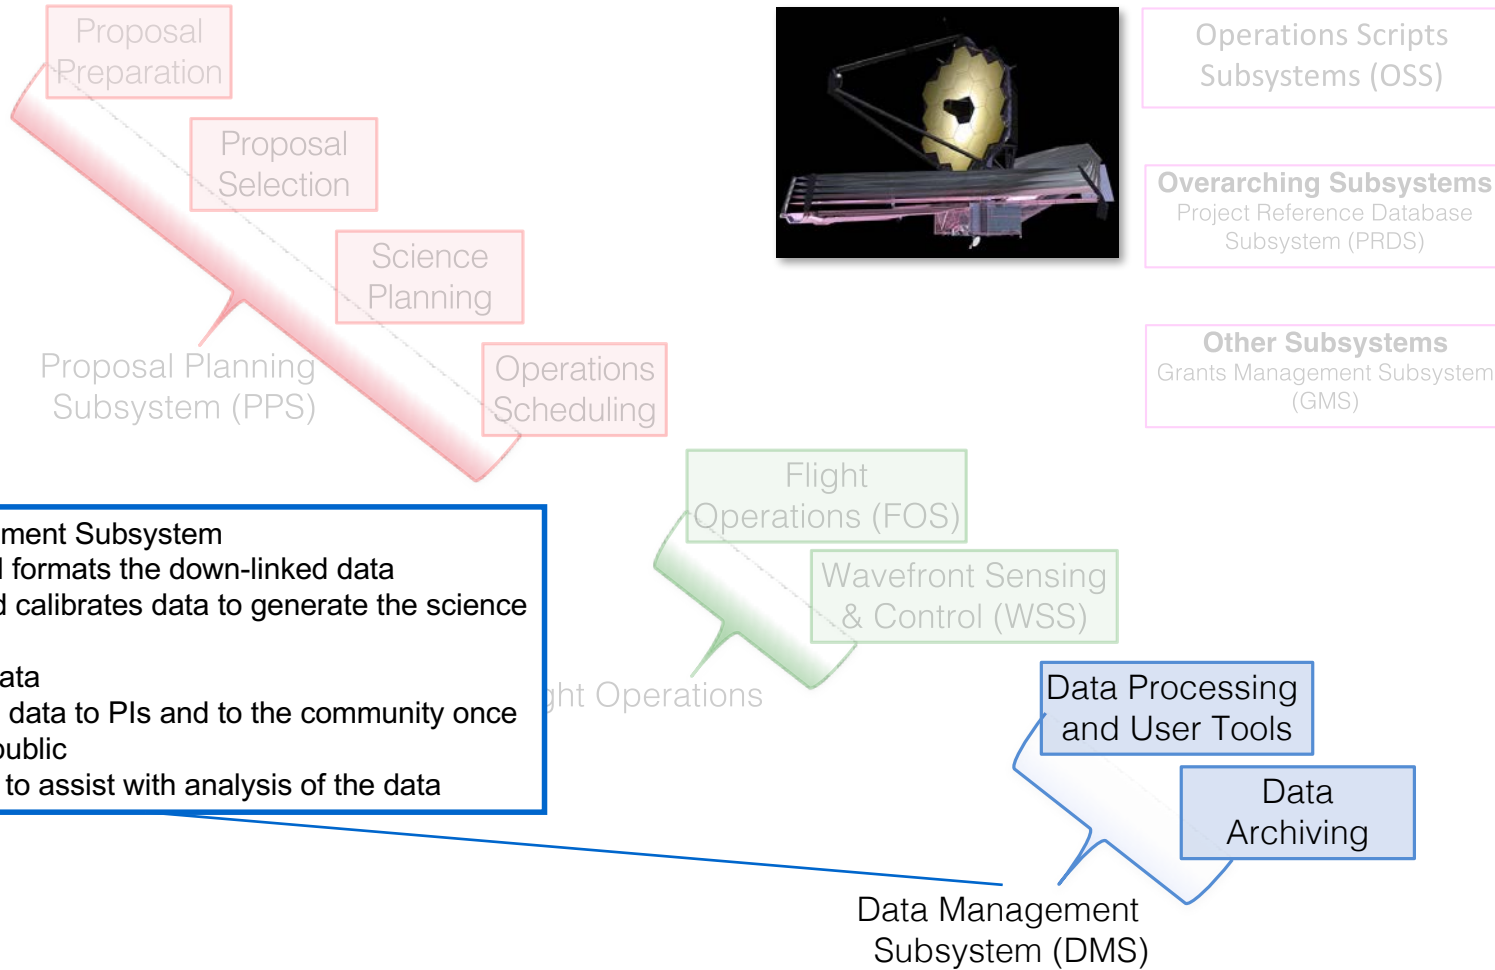 Proposal
Preparation
Proposal
Selection
Science
Planning
Operations
Scheduling
Proposal Planning
Subsystem (PPS)
Operations Scripts
Subsystems (OSS)
Overarching Subsystems
Project Reference Database
Subsystem (PRDS)
Other Subsystems
Grants Management Subsystem
(GMS)
Flight
Operations (FOS)
Wavefront Sensing
& Control (WSS)
ght Operations
ment Subsystem
formats the down-linked data
calibrates data to generate the science
ata
data to PIs and to the community once
public
to assist with analysis of the data
Data Processing
and User Tools
Data
Archiving
Data Management
Subsystem (DMS)